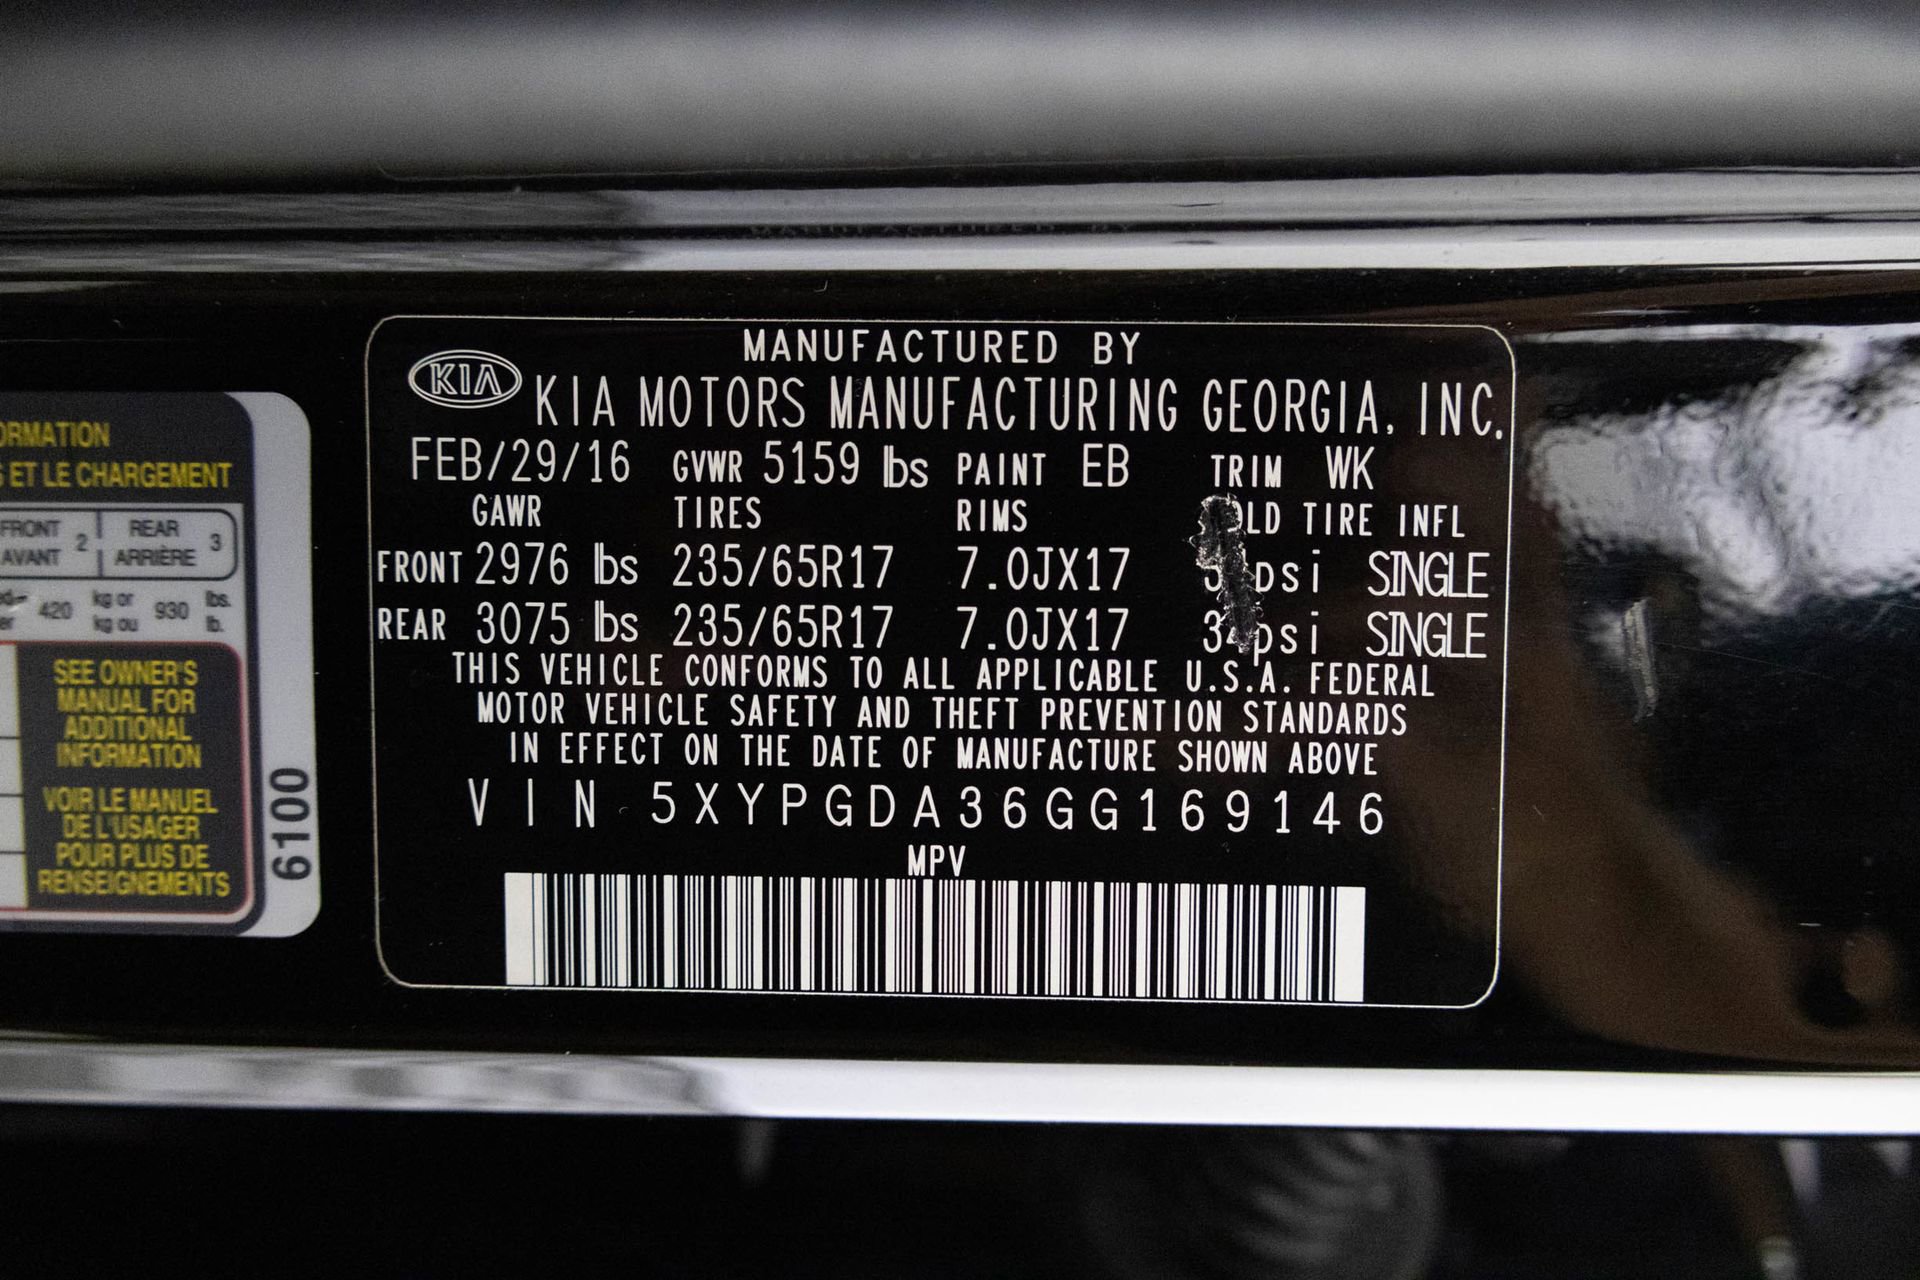 MANUFACTURED BY
KIA
KIA MOTORS MANUFACTURING GEORGIA, INC.
FEB/29/16 GVWR 5159 lbs PAINT EB TRIM WK
GAWR TIRES RIMS TIRE INFL
FRONT 2976 lbs 235/65R17 7.0JX17 psi SINGLE
REAR 3075 lbs 235/65R17 7.0JX17 psi SINGLE
THIS VEHICLE CONFORMS TO ALL APPLICABLE U.S.A. FEDERAL
MOTOR VEHICLE SAFETY AND THEFT PREVENTION STANDARDS
IN EFFECT ON THE DATE OF MANUFACTURE SHOWN ABOVE
VIN 5XYPGDA36GG169146
MPV
ET LE CHARGEMENT
FRONT 2 REAR 3
AVANT ARRIÈRE
420 kg or 930 lbs.
kg ou lb.
SEE OWNER'S
MANUAL FOR
ADDITIONAL
INFORMATION
VOIR LE MANUEL
DE L'USAGER
POUR PLUS DE
RENSEIGNEMENTS
6100